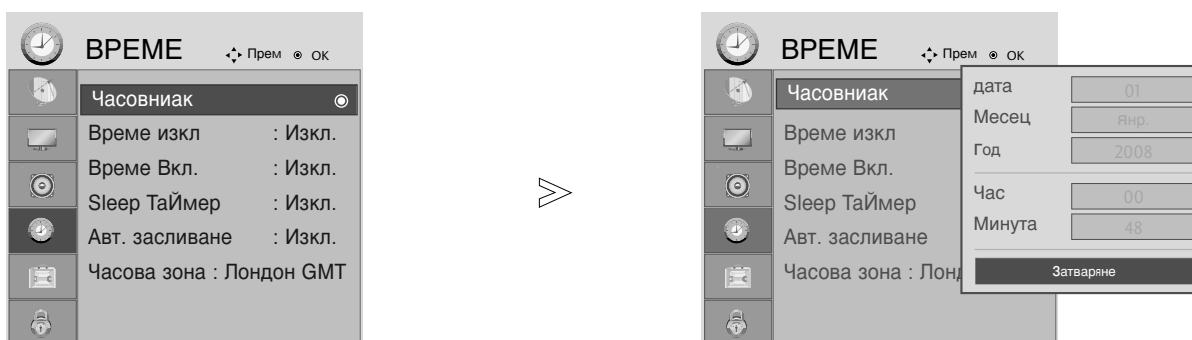 ВРЕМЕ Прем ОК
Часовниак
Време изкл : Изкл.
Време Вкл. : Изкл.
Sleep ТаЙмер : Изкл.
Авт. засливане : Изкл.
Часова зона : Лондон GMT
ВРЕМЕ Прем ОК
Часовниак
Време изкл
Време Вкл.
Sleep ТаЙмер
Авт. засливане
Часова зона : Лонд
дата 01
Месец Янр.
Год 2008
Час 00
Минута 48
Затваряне